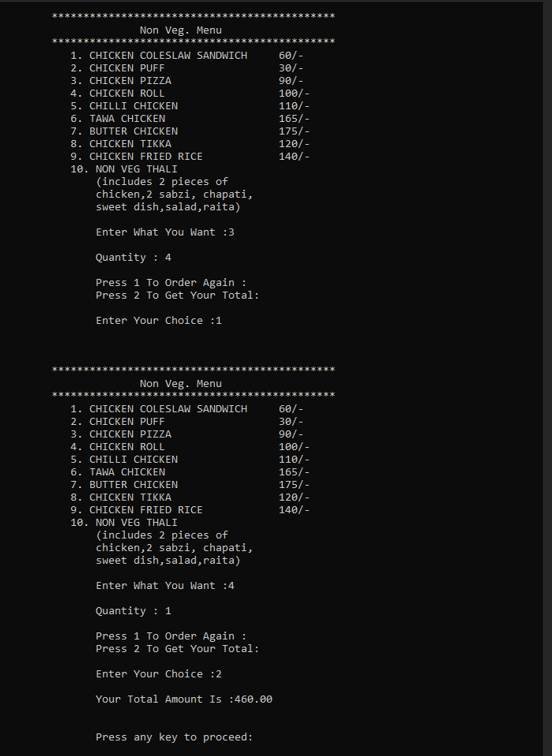 *********************************************
Non Veg. Menu
*********************************************
1. CHICKEN COLESLAW SANDWICH 60/-
2. CHICKEN PUFF 30/-
3. CHICKEN PIZZA 90/-
4. CHICKEN ROLL 100/-
5. CHILLI CHICKEN 110/-
6. TAWA CHICKEN 165/-
7. BUTTER CHICKEN 175/-
8. CHICKEN TIKKA 120/-
9. CHICKEN FRIED RICE 140/-
10. NON VEG THALI
(includes 2 pieces of
chicken,2 sabzi, chapati,
sweet dish,salad,raita)
Enter What You Want :3
Quantity : 4
Press 1 To Order Again :
Press 2 To Get Your Total:
Enter Your Choice :1
*********************************************
Non Veg. Menu
*********************************************
1. CHICKEN COLESLAW SANDWICH 60/-
2. CHICKEN PUFF 30/-
3. CHICKEN PIZZA 90/-
4. CHICKEN ROLL 100/-
5. CHILLI CHICKEN 110/-
6. TAWA CHICKEN 165/-
7. BUTTER CHICKEN 175/-
8. CHICKEN TIKKA 120/-
9. CHICKEN FRIED RICE 140/-
10. NON VEG THALI
(includes 2 pieces of
chicken,2 sabzi, chapati,
sweet dish,salad,raita)
Enter What You Want :4
Quantity : 1
Press 1 To Order Again :
Press 2 To Get Your Total:
Enter Your Choice :2
Your Total Amount Is :460.00
Press any key to proceed: